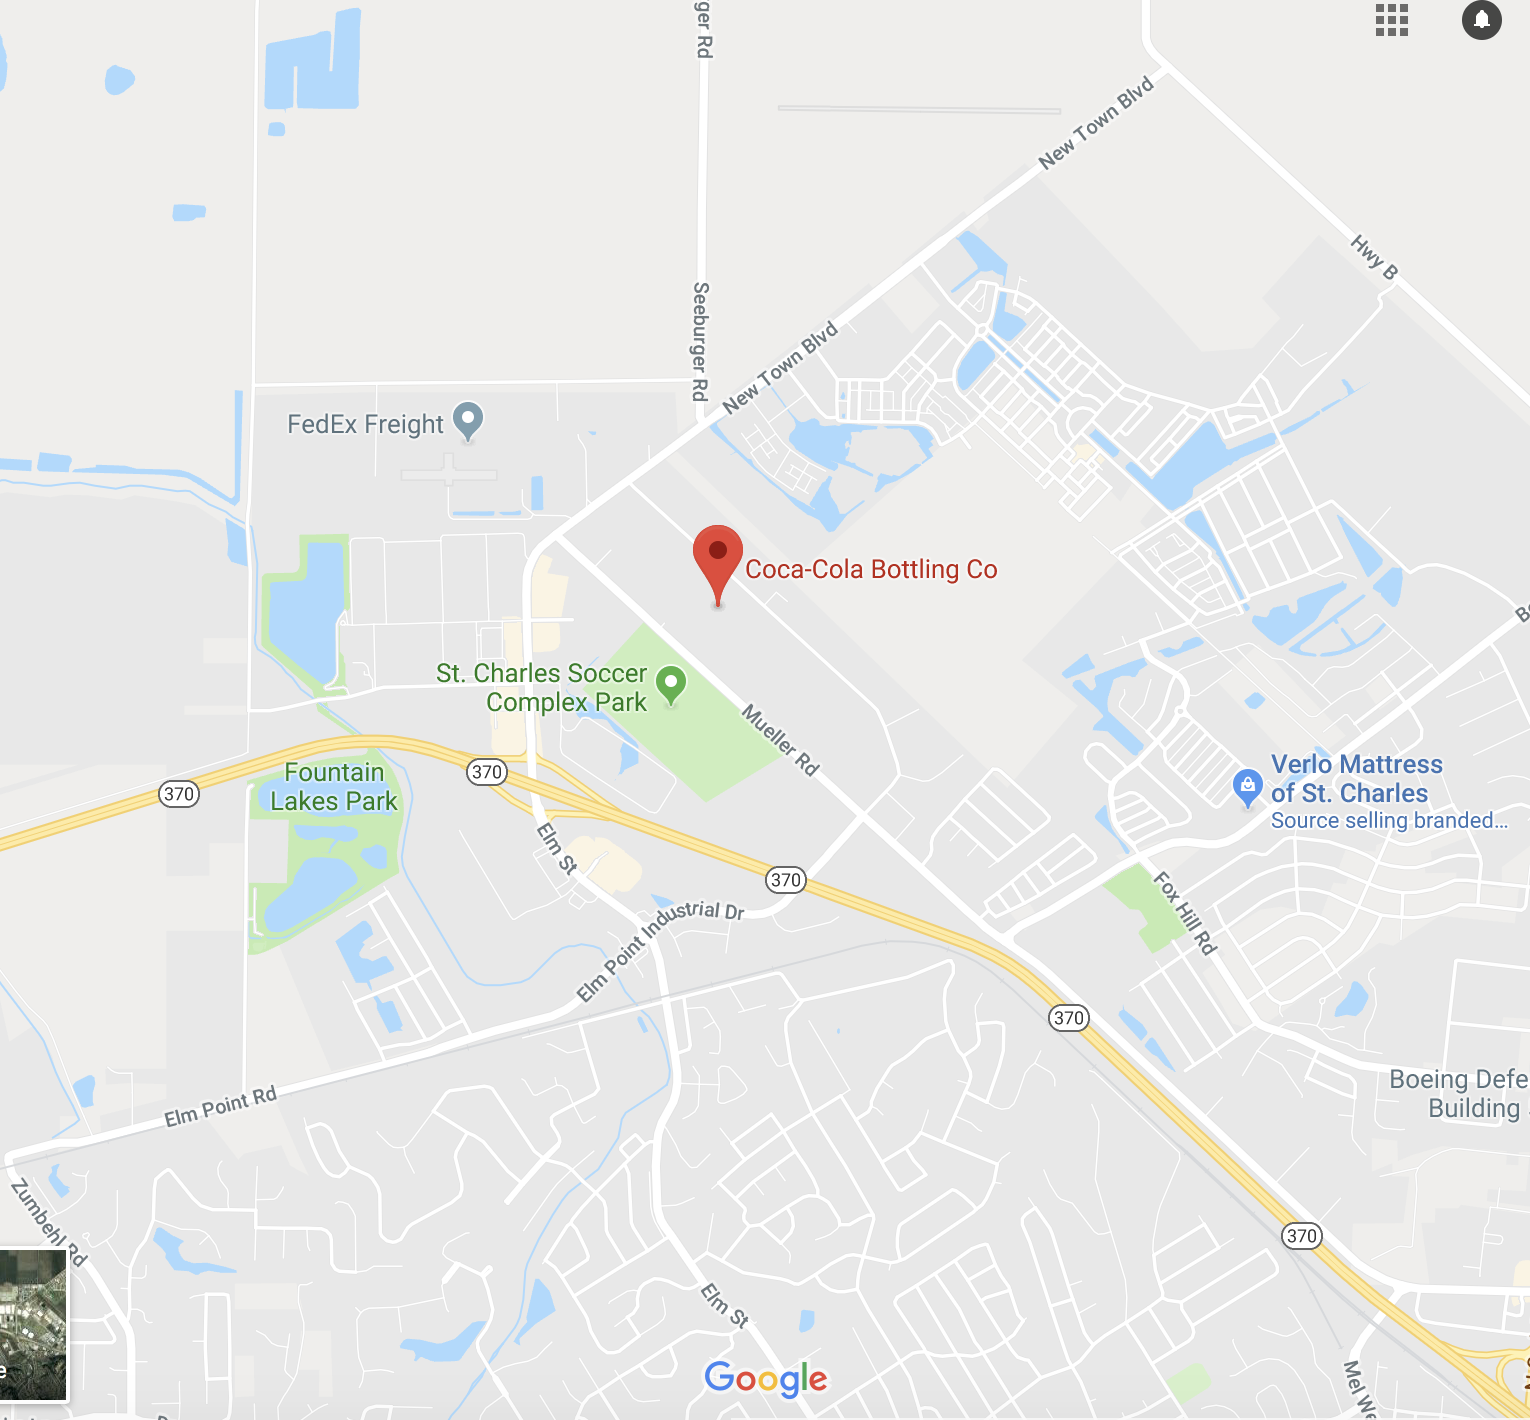 ger Rd
New Town Blvd
Hwy B
Seeburger Rd
New Town Blvd
FedEx Freight
Coca-Cola Bottling Co
St. Charles Soccer
Complex Park
Mueller Rd
370
370
Fountain
Lakes Park
Verlo Mattress
of St. Charles
Source selling branded...
Elm St
370
Fox Hill Rd
Elm Point Industrial Dr
370
Boeing Defe
Building
Elm Point Rd
Zumbehl Rd
370
Elm St
Mel We
Google
e